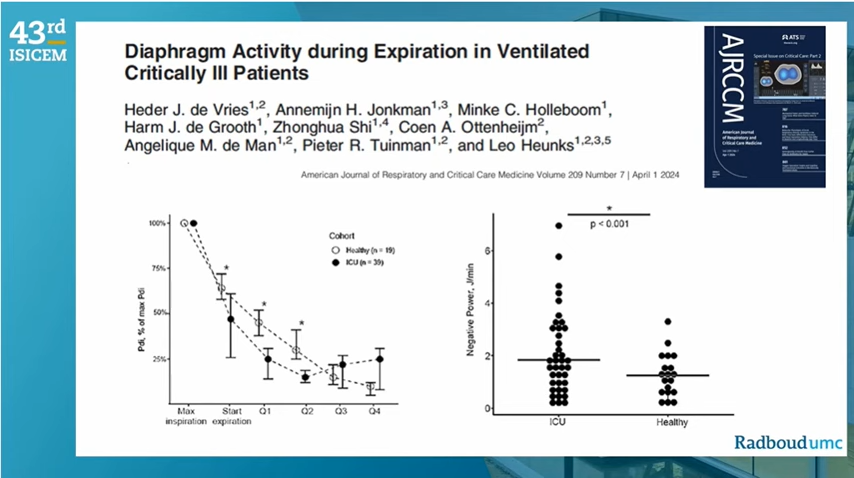 43rd
ISICEM
Diaphragm Activity during Expiration in Ventilated
Critically Ill Patients
Heder J. de Vries1,2, Annemijn H. Jonkman1,3, Minke C. Holleboom1,
Harm J. de Grooth1, Zhonghua Shi1,4, Coen A. Ottenheijm2,
Angelique M. de Man1,2, Pieter R. Tuinman1,2, and Leo Heunks1,2,3,5
American Journal of Respiratory and Critical Care Medicine Volume 209 Number 7 | April 1 2024
ATS
Special Issue on Critical Care: Part 2
AJRCCM
American Journal
of Respiratory and
Critical Care Medicine
Pdi, % of max Pdi
100%
75%
50%
25%
Cohort
Healthy (n = 19)
ICU (n = 39)
*
*
*
Max
inspiration
Start
expiration
Q1
Q2
Q3
Q4
Negative Power, J/min
6
4
2
0
*
p < 0.001
ICU
Healthy
Radboudumc